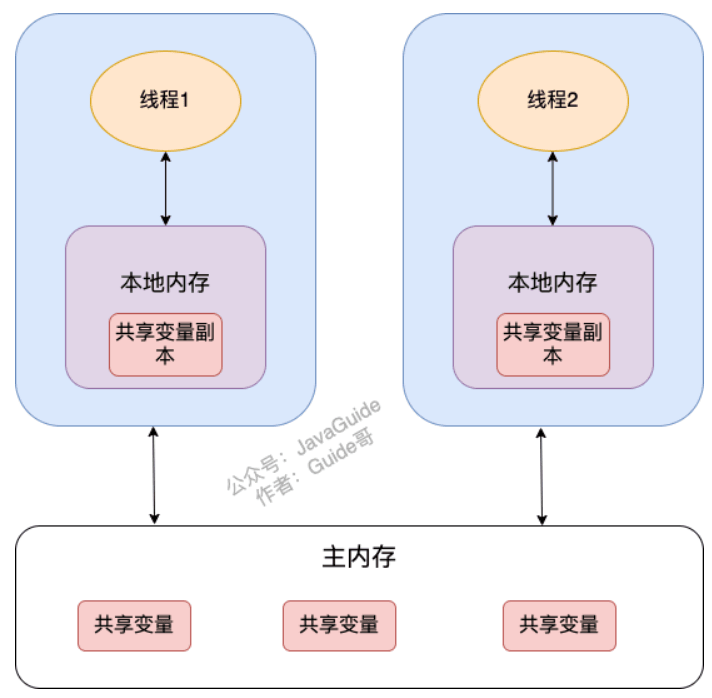 线程1
线程2
本地内存
共享变量副
本
本地内存
共享变量副
本
公众号：JavaGuide
作者：Guide哥
主内存
共享变量
共享变量
共享变量